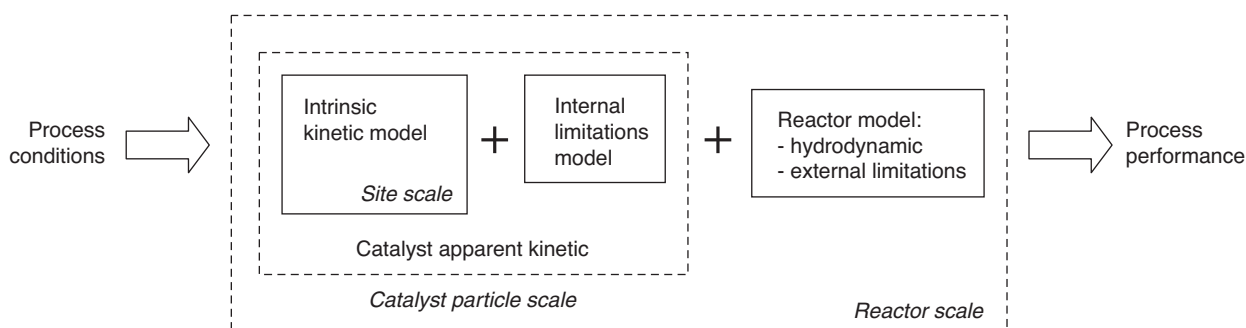 Process
conditions
Intrinsic
kinetic model
Site scale
+
Internal
limitations
model
Catalyst apparent kinetic
Catalyst particle scale
+
Reactor model:
- hydrodynamic
- external limitations
Reactor scale
Process
performance